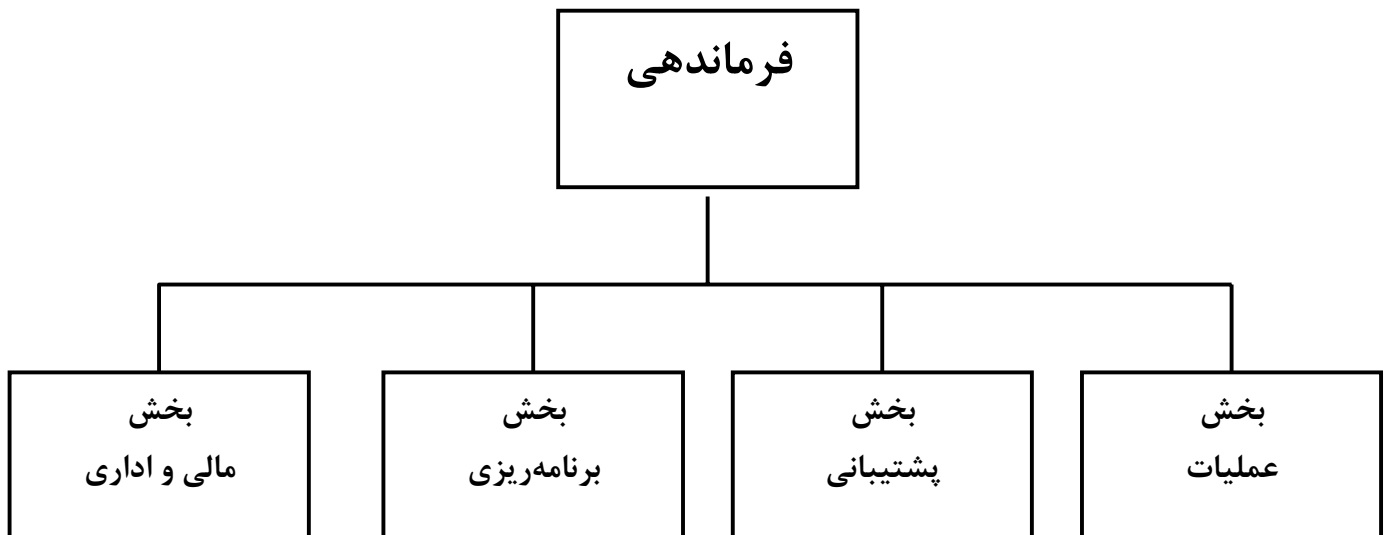 فرماندهی
بخش
عملیات
بخش
پشتیبانی
بخش
برنامه‌ریزی
بخش
مالی و اداری